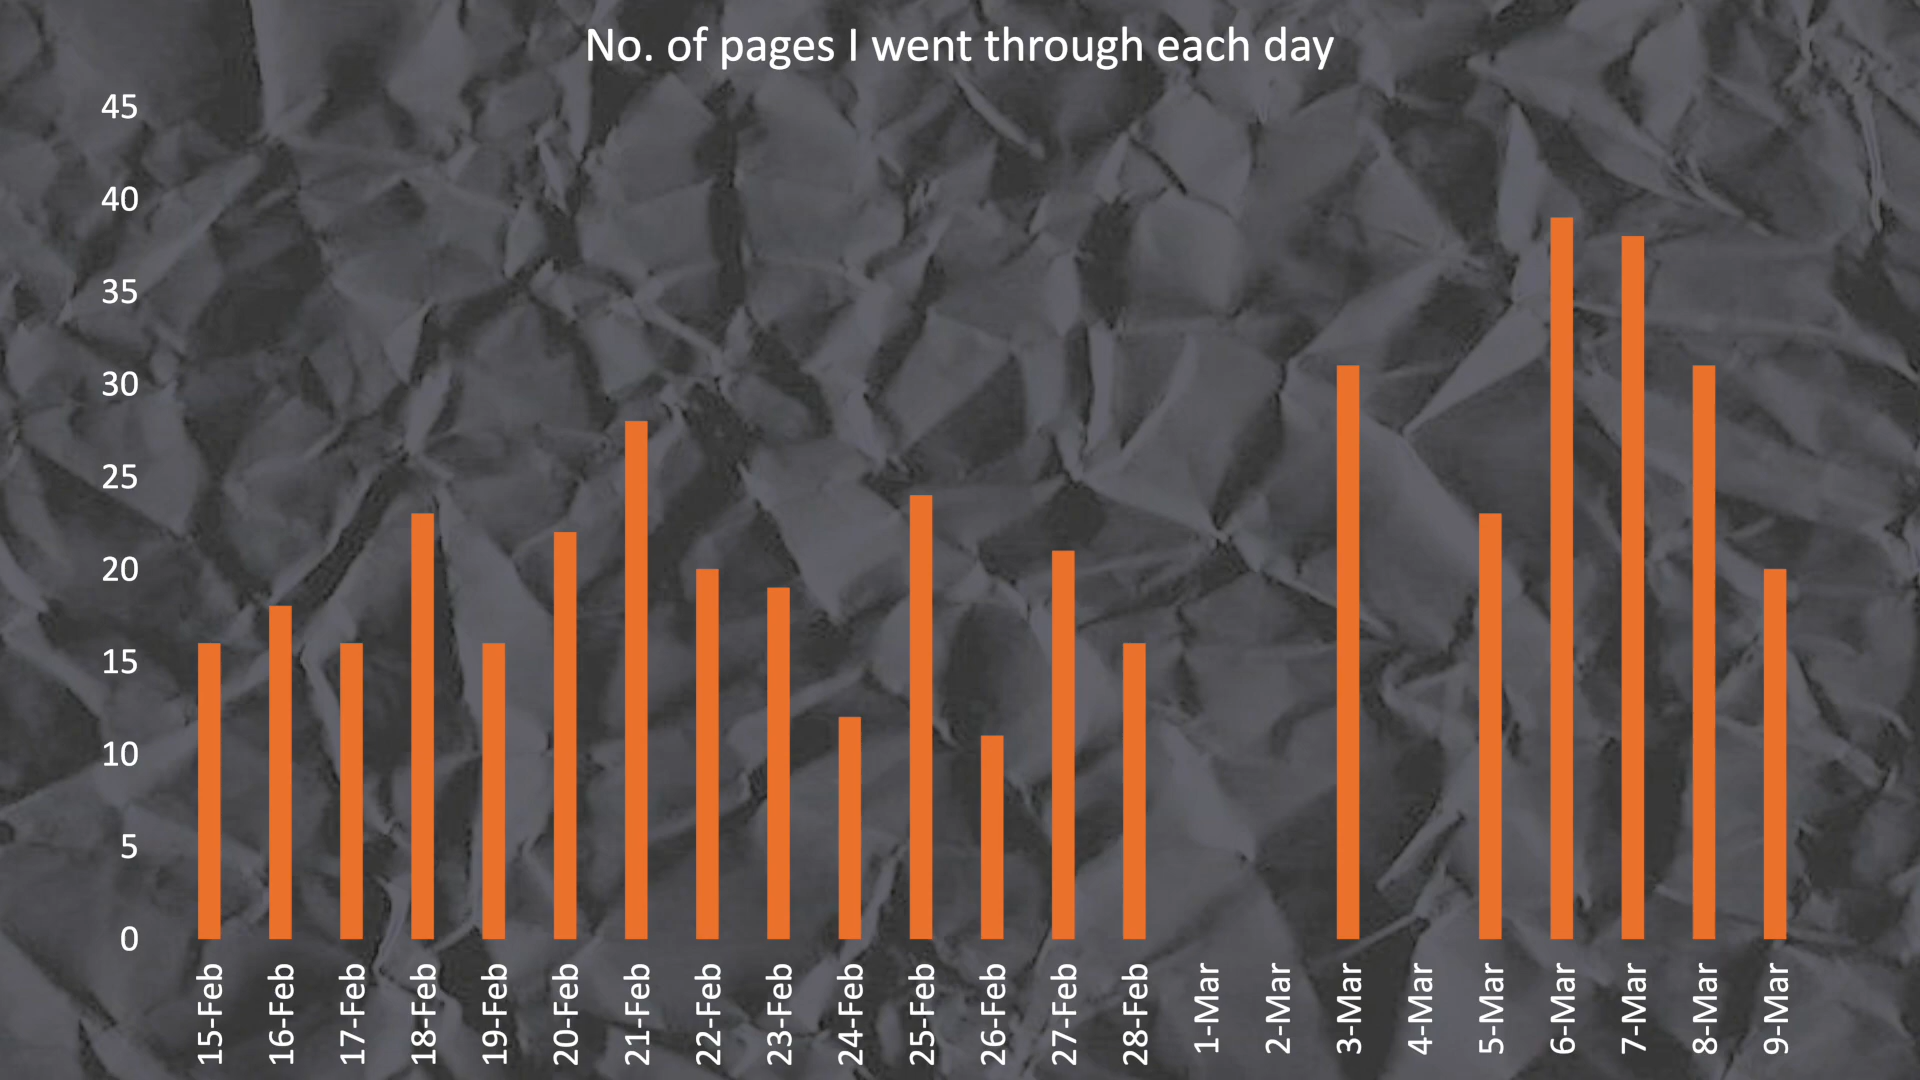 No. of pages I went through each day
45
40
35
30
25
20
15
10
5
0
15-Feb
16-Feb
17-Feb
18-Feb
19-Feb
20-Feb
21-Feb
22-Feb
23-Feb
24-Feb
25-Feb
26-Feb
27-Feb
28-Feb
1-Mar
2-Mar
3-Mar
4-Mar
5-Mar
6-Mar
7-Mar
8-Mar
9-Mar